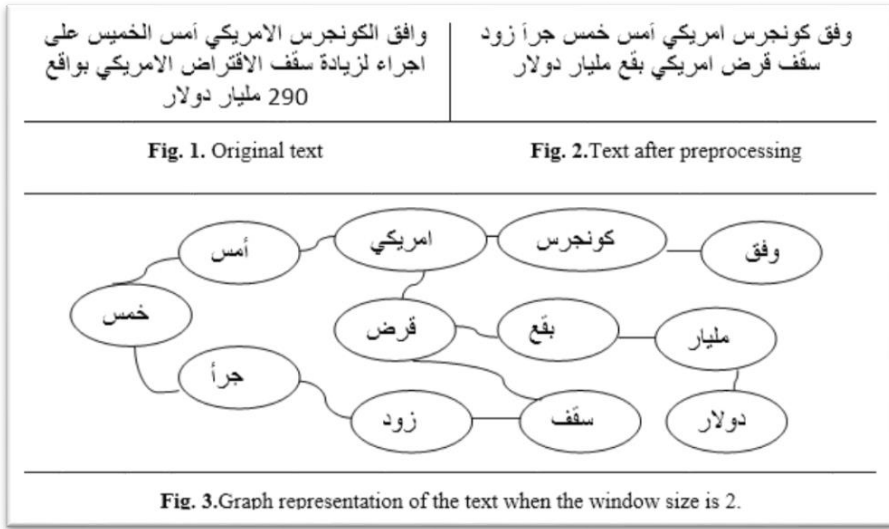 وافق الكونجرس الامريكي أمس الخميس على
اجراء لزيادة سقف الاقتراض الامريكي بواقع
290 مليار دولار
Fig. 1. Original text
وفق كونجرس امريكي أمس خمس جرأ زود
سقف قرض امريكي بقع مليار دولار
Fig. 2.Text after preprocessing
وفق
كونجرس
امريكي
أمس
خمس
جرأ
زود
سقف
قرض
بقع
مليار
دولار
Fig. 3.Graph representation of the text when the window size is 2.